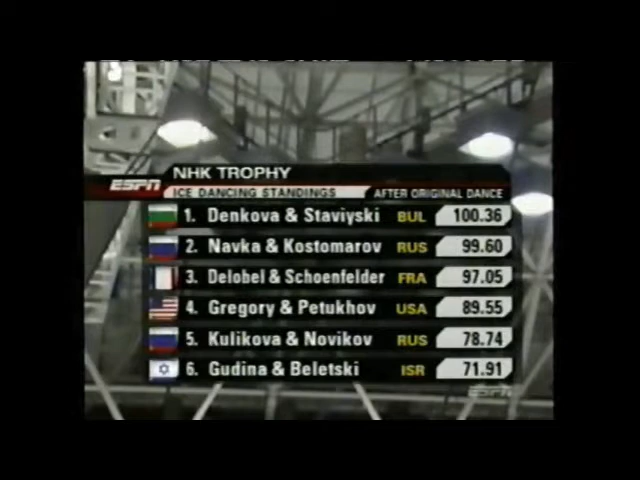 NHK TROPHY
ESPN ICE DANCING STANDINGS AFTER ORIGINAL DANCE
1. Denkova & Staviyski BUL 100.36
2. Navka & Kostomarov RUS 99.60
3. Delobel & Schoenfelder FRA 97.05
4. Gregory & Petukhov USA 89.55
5. Kulikova & Novikov RUS 78.74
6. Gudina & Beletski ISR 71.91
ESPN